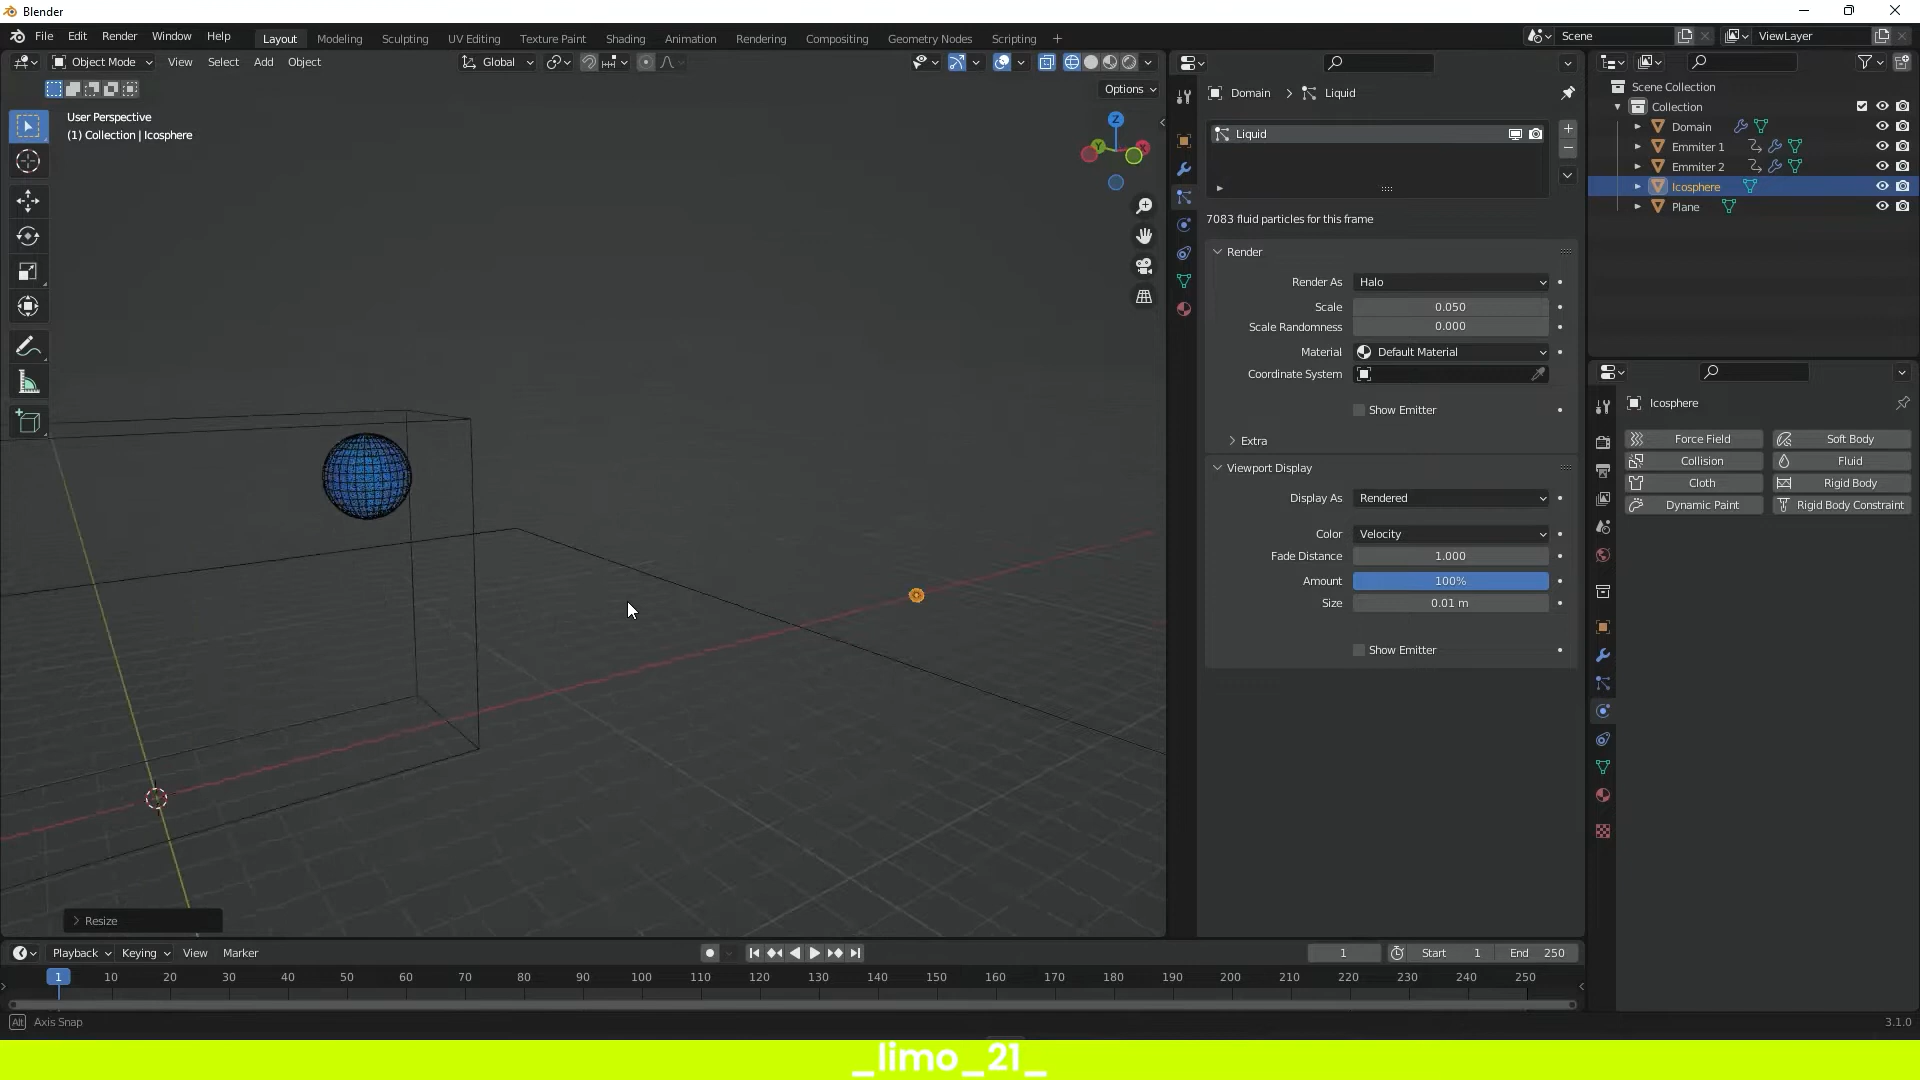 Blender
File Edit Render Window Help Layout Modeling Sculpting UV Editing Texture Paint Shading Animation Rendering Compositing Geometry Nodes Scripting + Scene ViewLayer
Object Mode View Select Add Object Global
Options
User Perspective
(1) Collection | Icosphere
Z
Y
X
Domain > Liquid
Liquid
7083 fluid particles for this frame
Render
Render As Halo
Scale 0.050
Scale Randomness 0.000
Material Default Material
Coordinate System
Show Emitter
Extra
Viewport Display
Display As Rendered
Color Velocity
Fade Distance 1.000
Amount 100%
Size 0.01 m
Show Emitter
Scene Collection
Collection
Domain
Emmiter 1
Emmiter 2
Icosphere
Plane
Icosphere
Force Field Soft Body
Collision Fluid
Cloth Rigid Body
Dynamic Paint Rigid Body Constraint
Resize
Playback Keying View Marker 1 Start 1 End 250
1 10 20 30 40 50 60 70 80 90 100 110 120 130 140 150 160 170 180 190 200 210 220 230 240 250
Alt Axis Snap 3.1.0
_limo_21_